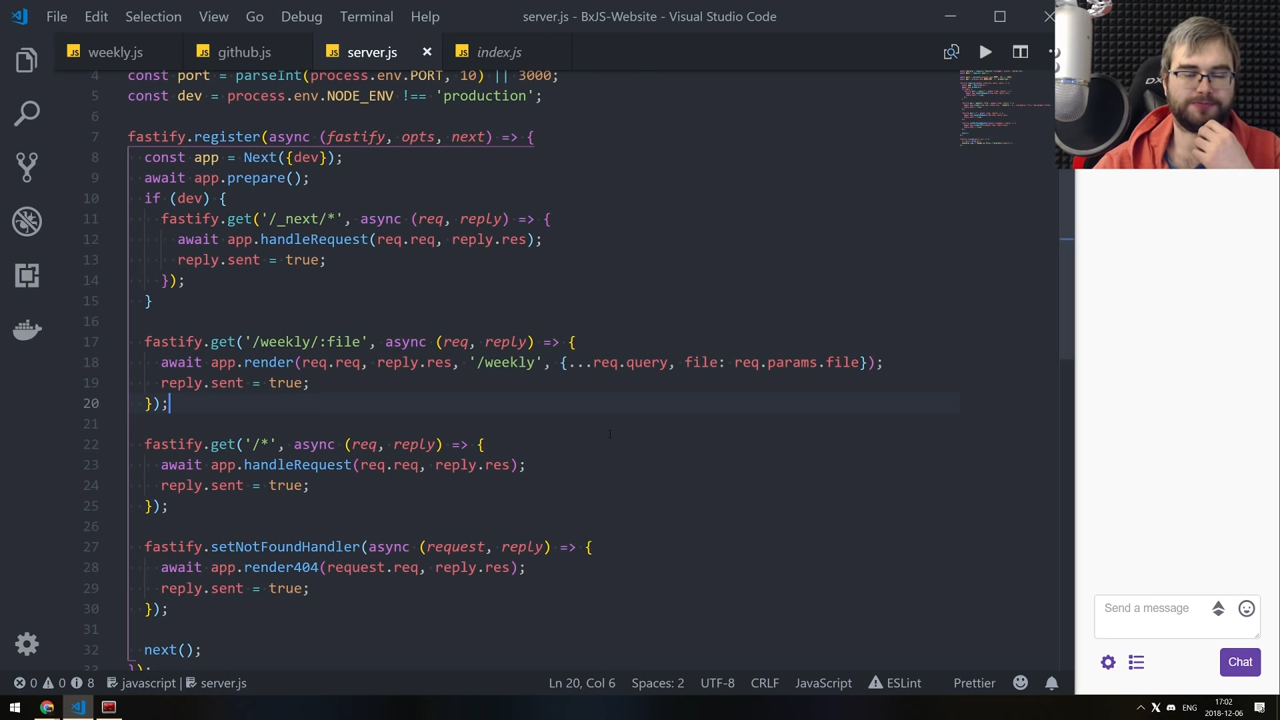 File Edit Selection View Go Debug Terminal Help server.js - BxJS-Website - Visual Studio Code
JS weekly.js JS github.js JS server.js JS index.js
4 const port = parseInt(process.env.PORT, 10) || 3000;
5 const dev = process.env.NODE_ENV !== 'production';
6
7 fastify.register(async (fastify, opts, next) => {
8 const app = Next({dev});
9 await app.prepare();
10 if (dev) {
11 fastify.get('/_next/*', async (req, reply) => {
12 await app.handleRequest(req.req, reply.res);
13 reply.sent = true;
14 });
15 }
16
17 fastify.get('/weekly/:file', async (req, reply) => {
18 await app.render(req.req, reply.res, '/weekly', {...req.query, file: req.params.file});
19 reply.sent = true;
20 });
21
22 fastify.get('/*', async (req, reply) => {
23 await app.handleRequest(req.req, reply.res);
24 reply.sent = true;
25 });
26
27 fastify.setNotFoundHandler(async (request, reply) => {
28 await app.render404(request.req, reply.res);
29 reply.sent = true;
30 });
31
32 next();
33 });
Send a message
Chat
0 0 8 javascript | server.js Ln 20, Col 6 Spaces: 2 UTF-8 CRLF JavaScript ESLint Prettier
ENG 17:02
2018-12-06